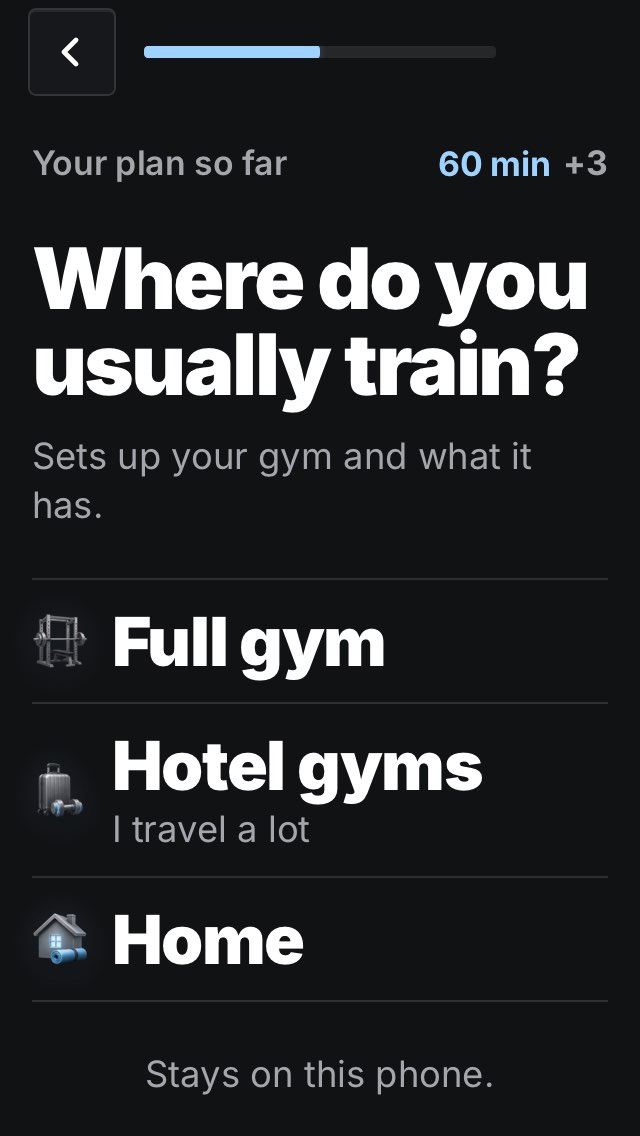 Your plan so far
60 min +3
Where do you
usually train?
Sets up your gym and what it
has.
Full gym
Hotel gyms
I travel a lot
Home
Stays on this phone.